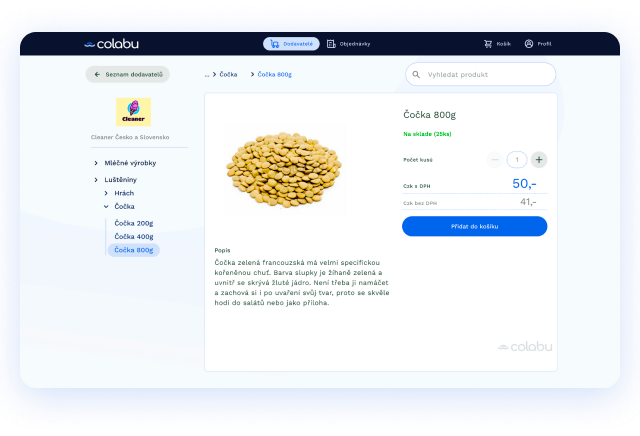 colabu
Dodavatelé
Objednávky
Košík
Profil
Seznam dodavatelů
... > Čočka > Čočka 800g
Vyhledat produkt
Cleaner
Cleaner Česko a Slovensko
Mléčné výrobky
Luštěniny
Hrách
Čočka
Čočka 200g
Čočka 400g
Čočka 800g
Čočka 800g
Na sklade (25ks)
Počet kusů
1
Czk s DPH
50,-
Czk bez DPH
41,-
Přidat do košíku
Popis
Čočka zelená francouzská má velmi specifickou
kořeněnou chuť. Barva slupky je žíhaně zelená a
uvnitř se skrývá žluté jádro. Není třeba ji namáčet
a zachová si i po uvaření svůj tvar, proto se skvěle
hodí do salátů nebo jako příloha.
colabu